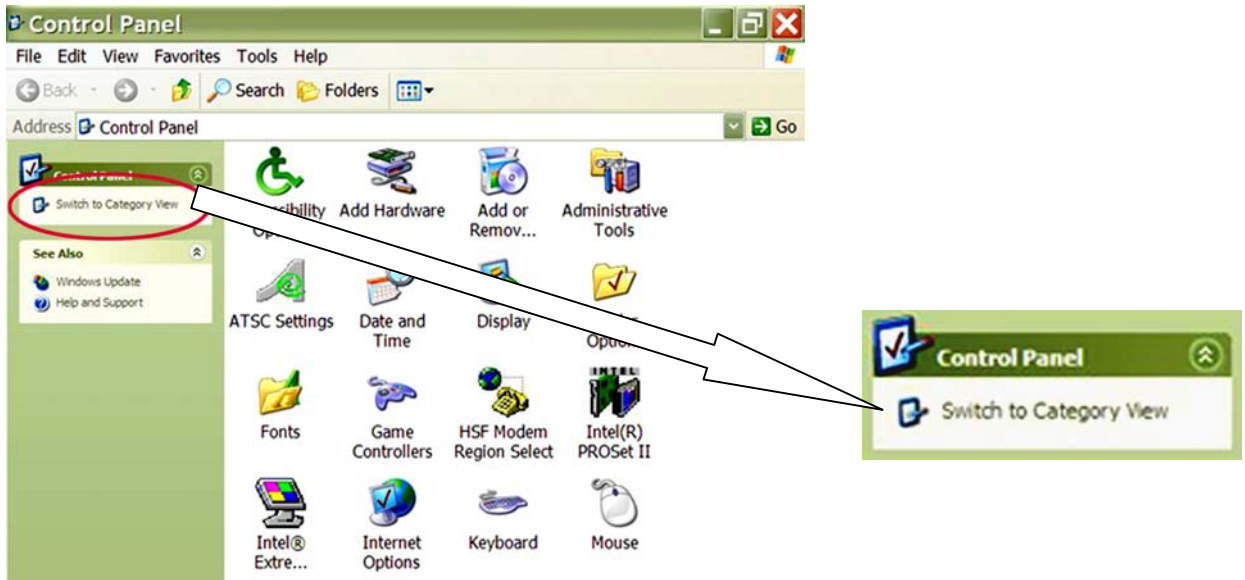 Control Panel
File Edit View Favorites Tools Help
Back Search Folders
Address Control Panel Go
Control Panel
Switch to Category View
See Also
Windows Update
Help and Support
Add Hardware
Add or
Remov...
Administrative
Tools
ATSC Settings
Date and
Time
Display
Fonts
Game
Controllers
HSF Modem
Region Select
INTEL
Intel(R)
PROSet II
Intel®
Extre...
Internet
Options
Keyboard
Mouse
Control Panel
Switch to Category View